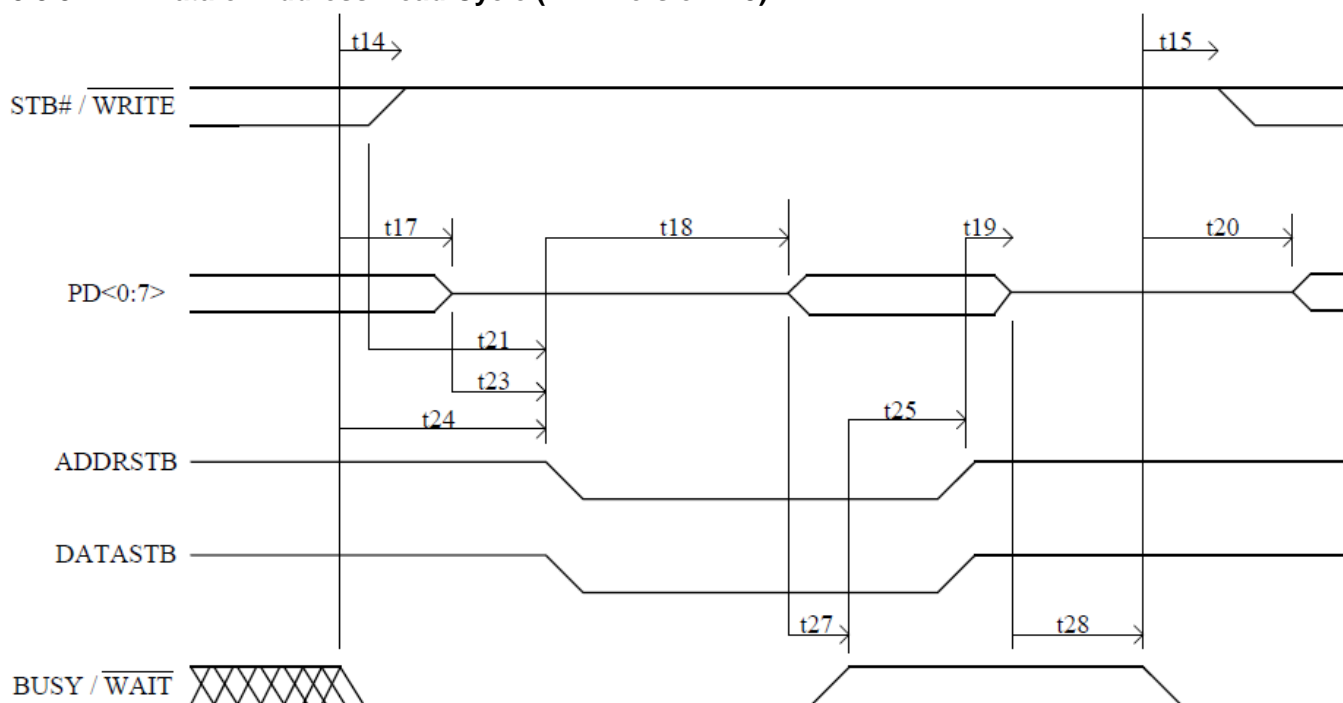 t14 t15
STB# / WRITE
t17 t18 t19 t20
PD<0:7>
t21
t23
t25
t24
ADDRSTB
DATASTB
t27 t28
BUSY / WAIT